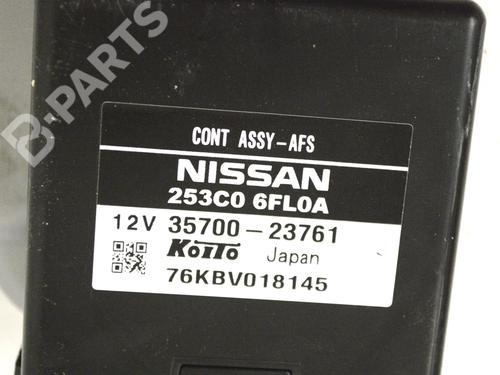 B-PARTS
CONT ASSY-AFS
NISSAN
253C0 6FL0A
12V 35700-23761
KOITO Japan
76KBV018145